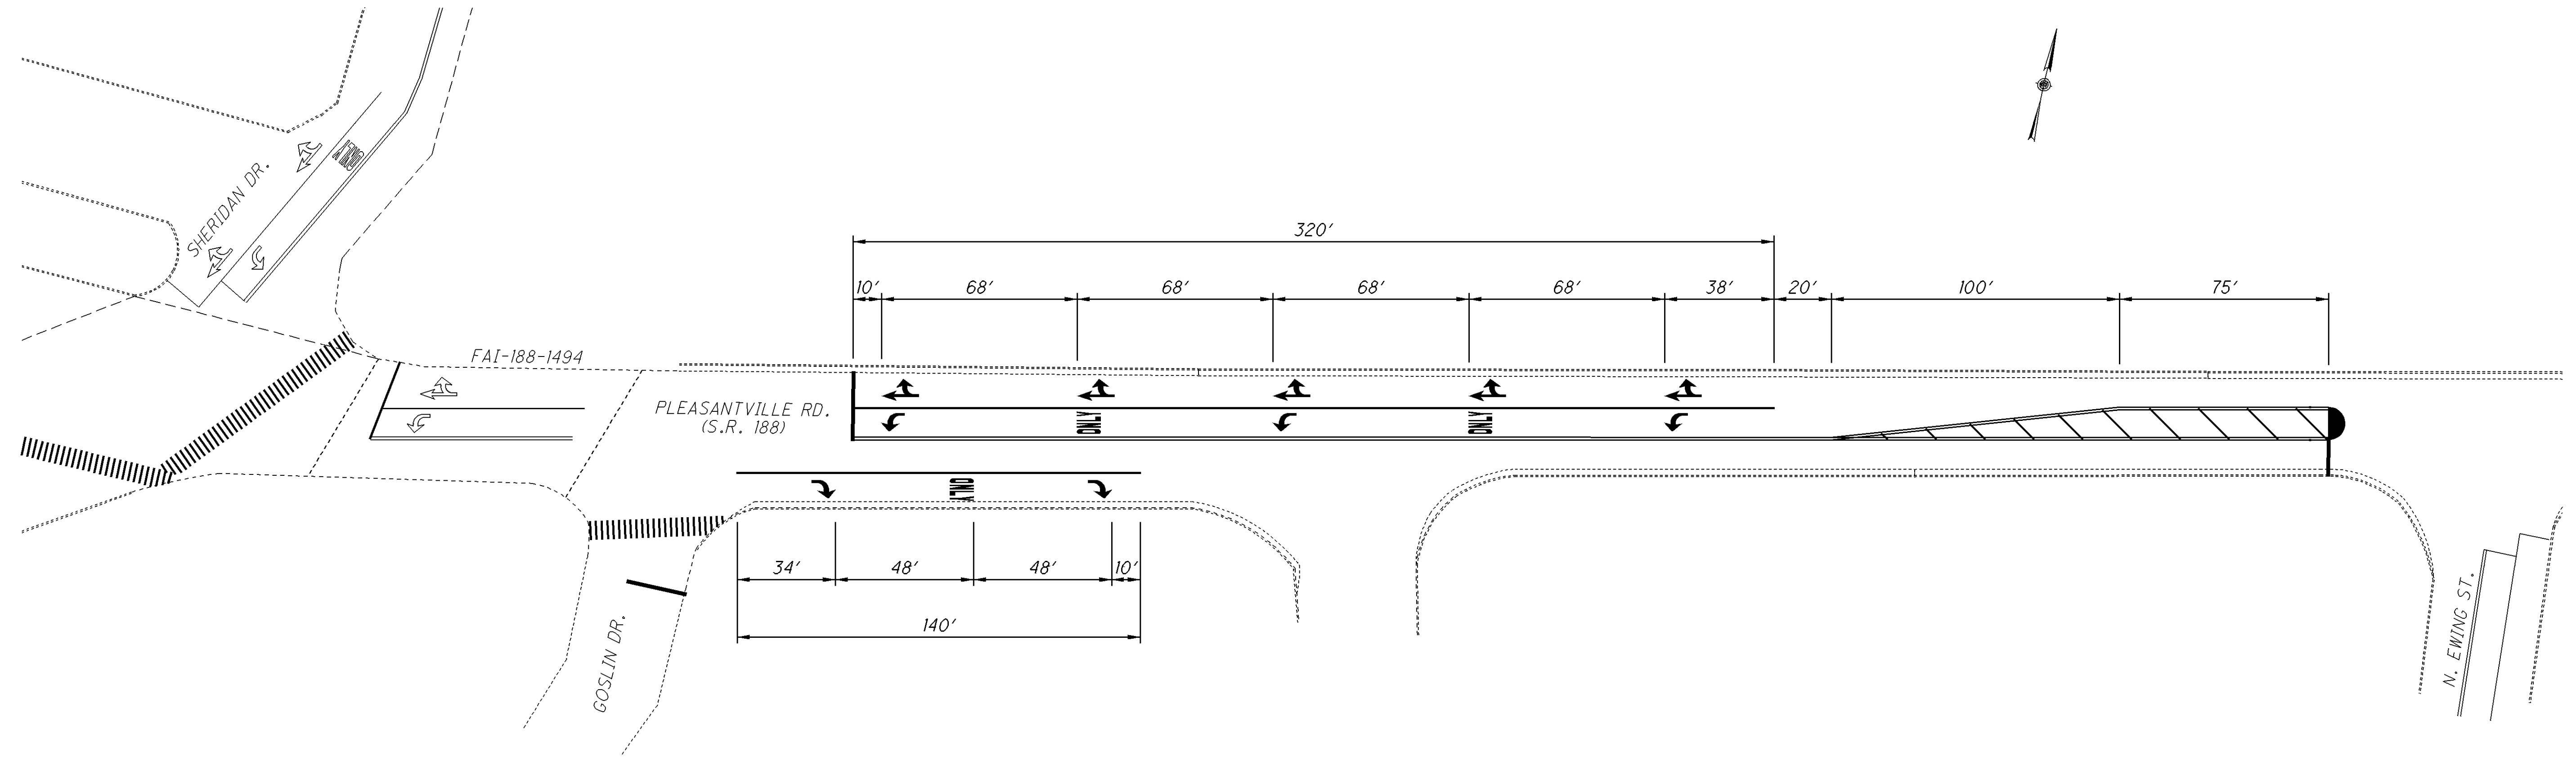 SHERIDAN DR.
ONLY
320'
10' 68' 68' 68' 68' 38' 20' 100' 75'
FAI-188-1494
PLEASANTVILLE RD.
(S.R. 188)
ONLY ONLY
ONLY
34' 48' 48' 10'
140'
GOSLIN DR.
N. EWING ST.